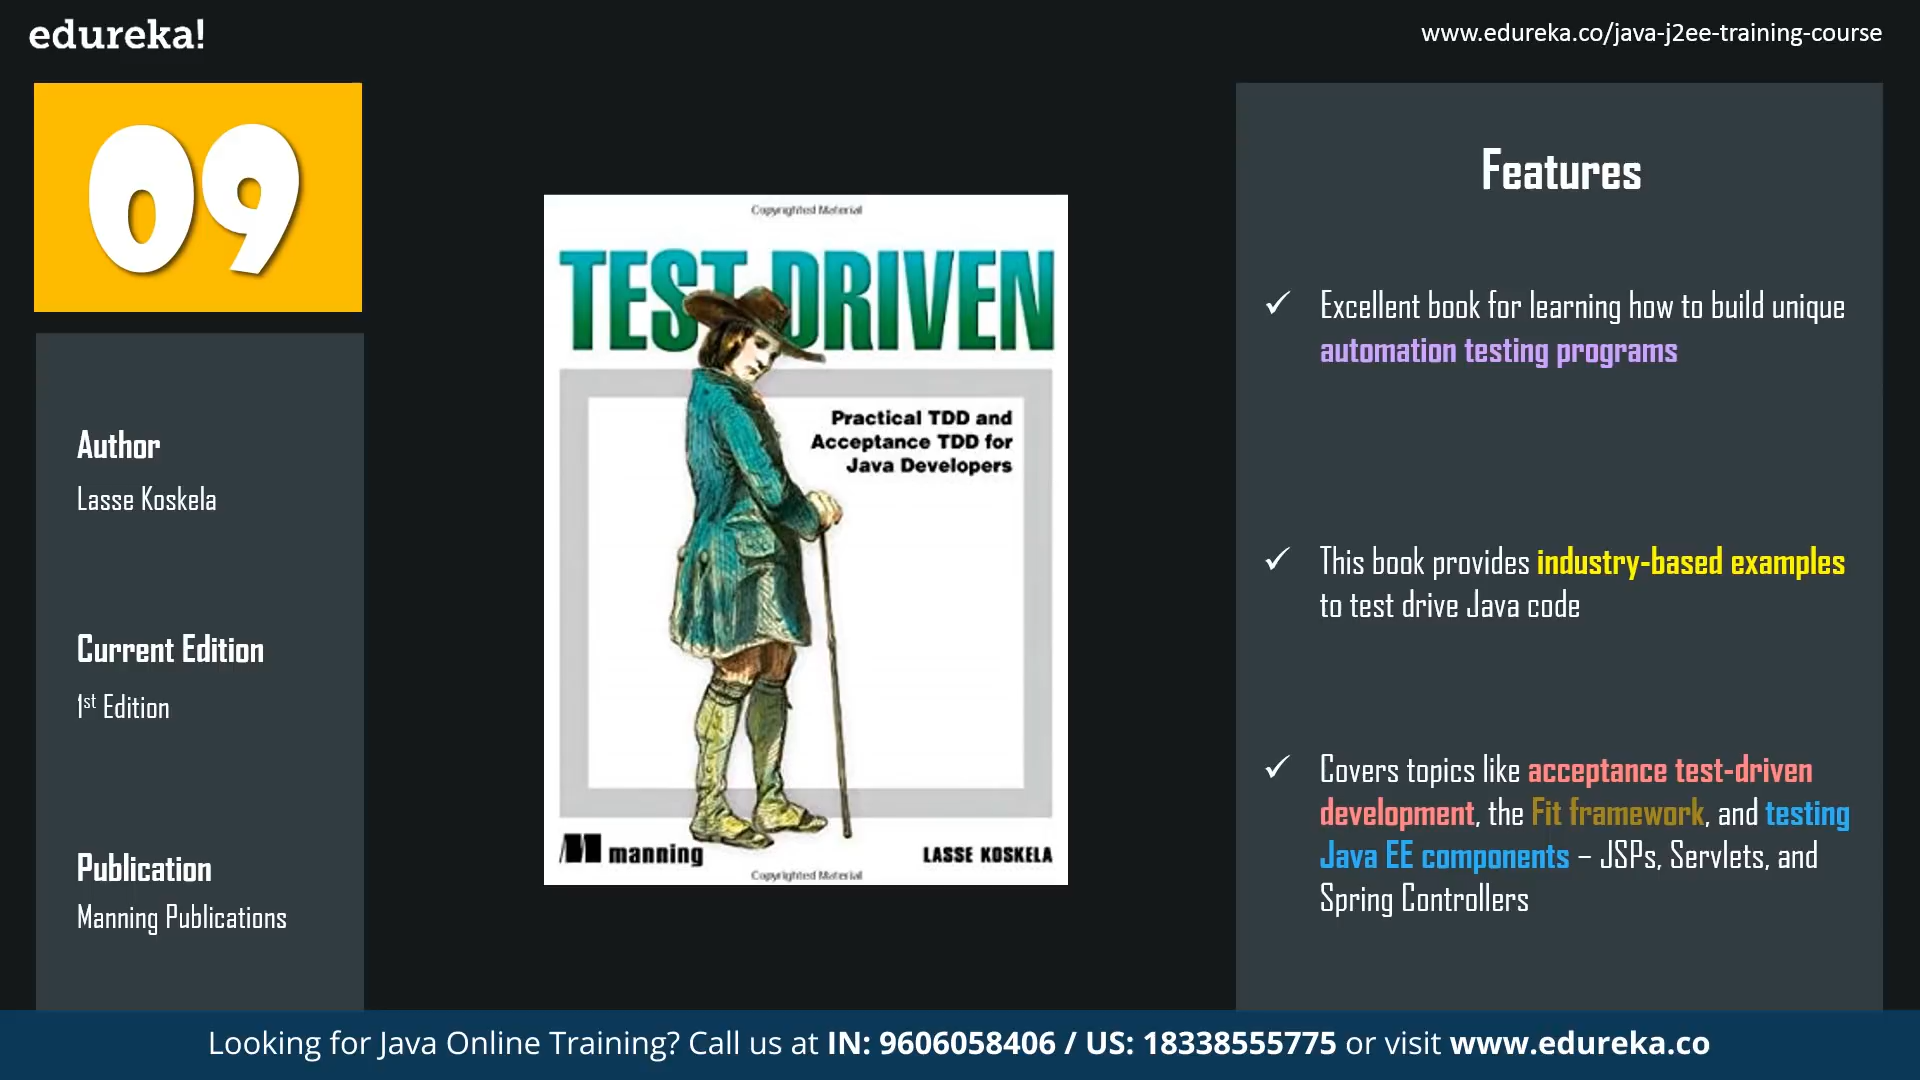 edureka!
www.edureka.co/java-j2ee-training-course
09
Author
Lasse Koskela
Current Edition
1st Edition
Publication
Manning Publications
Copyrighted Material
TEST DRIVEN
Practical TDD and
Acceptance TDD for
Java Developers
manning
LASSE KOSKELA
Copyrighted Material
Features
✓ Excellent book for learning how to build unique
automation testing programs
✓ This book provides industry-based examples
to test drive Java code
✓ Covers topics like acceptance test-driven
development, the Fit framework, and testing
Java EE components – JSPs, Servlets, and
Spring Controllers
Looking for Java Online Training? Call us at IN: 9606058406 / US: 18338555775 or visit www.edureka.co